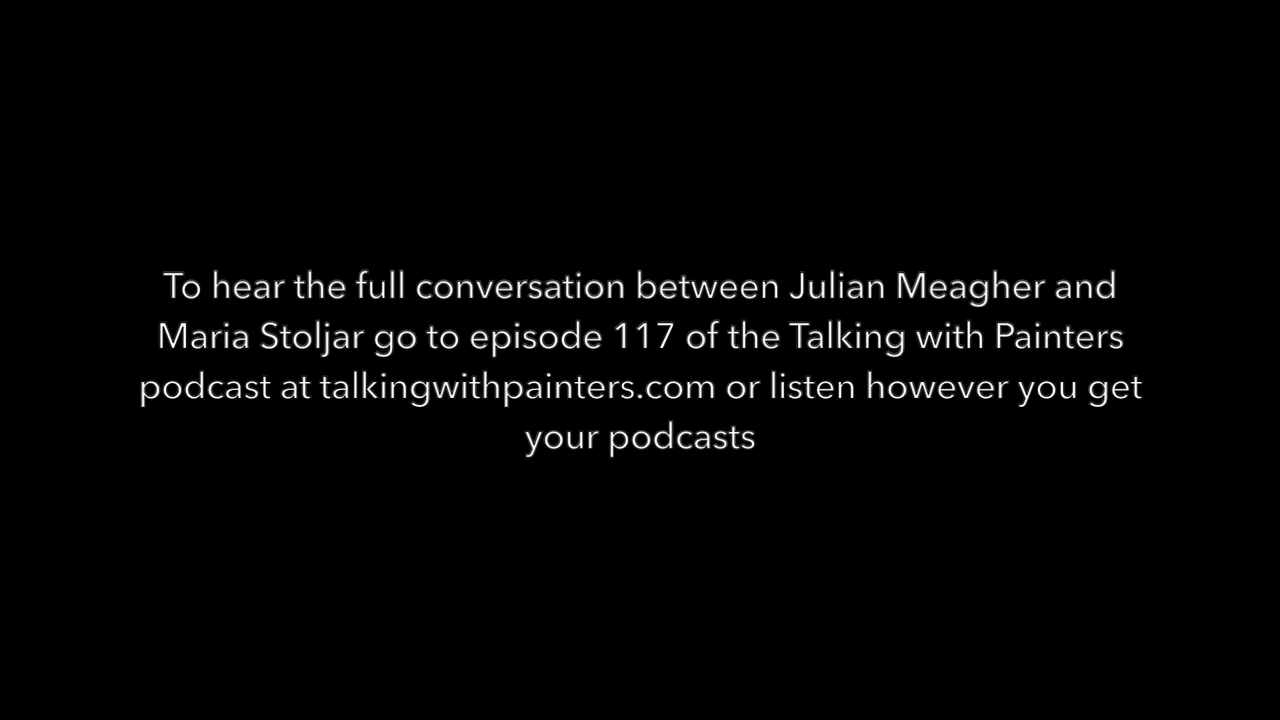 To hear the full conversation between Julian Meagher and
Maria Stoljar go to episode 117 of the Talking with Painters
podcast at talkingwithpainters.com or listen however you get
your podcasts